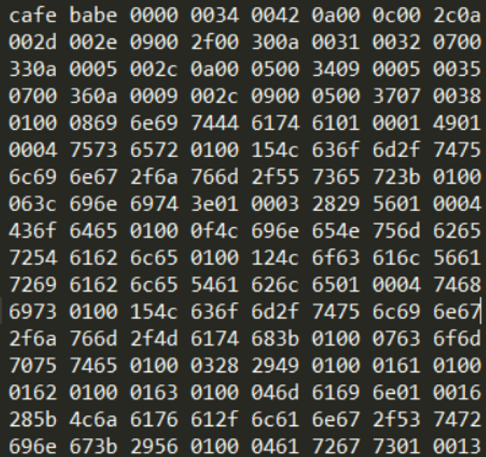 cafe babe 0000 0034 0042 0a00 0c00 2c0a
002d 002e 0900 2f00 300a 0031 0032 0700
330a 0005 002c 0a00 0500 3409 0005 0035
0700 360a 0009 002c 0900 0500 3707 0038
0100 0869 6e69 7444 6174 6101 0001 4901
0004 7573 6572 0100 154c 636f 6d2f 7475
6c69 6e67 2f6a 766d 2f55 7365 723b 0100
063c 696e 6974 3e01 0003 2829 5601 0004
436f 6465 0100 0f4c 696e 654e 756d 6265
7254 6162 6c65 0100 124c 6f63 616c 5661
7269 6162 6c65 5461 626c 6501 0004 7468
6973 0100 154c 636f 6d2f 7475 6c69 6e67
2f6a 766d 2f4d 6174 683b 0100 0763 6f6d
7075 7465 0100 0328 2949 0100 0161 0100
0162 0100 0163 0100 046d 6169 6e01 0016
285b 4c6a 6176 612f 6c61 6e67 2f53 7472
696e 673b 2956 0100 0461 7267 7301 0013